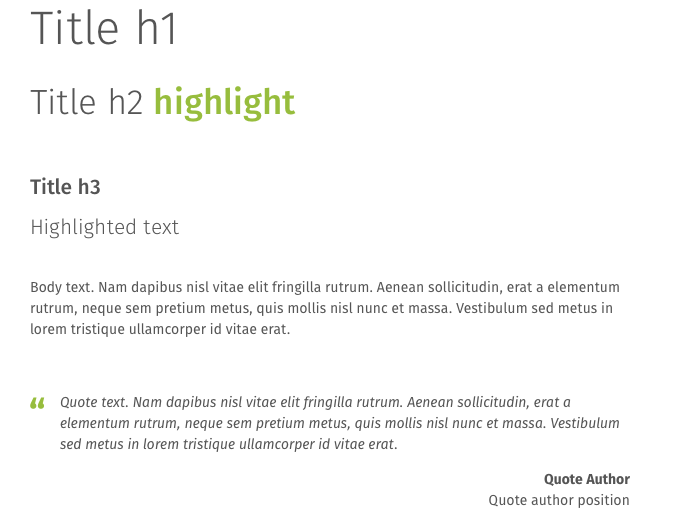 Title h1
Title h2 highlight
Title h3
Highlighted text
Body text. Nam dapibus nisl vitae elit fringilla rutrum. Aenean sollicitudin, erat a elementum
rutrum, neque sem pretium metus, quis mollis nisl nunc et massa. Vestibulum sed metus in
lorem tristique ullamcorper id vitae erat.
“ Quote text. Nam dapibus nisl vitae elit fringilla rutrum. Aenean sollicitudin, erat a
elementum rutrum, neque sem pretium metus, quis mollis nisl nunc et massa. Vestibulum
sed metus in lorem tristique ullamcorper id vitae erat.
Quote Author
Quote author position